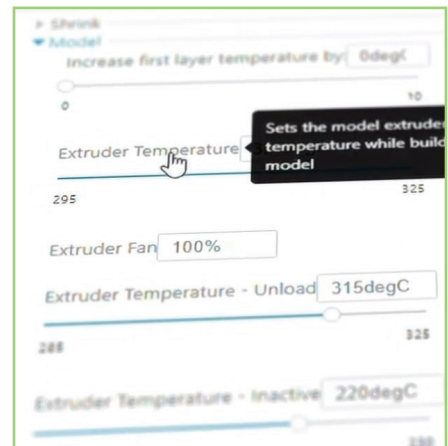 Shrink
Model
Increase first layer temperature by 0degC
0 10
Extruder Temperature
Sets the model extruder
temperature while build
model
295 325
Extruder Fan 100%
Extruder Temperature - Unload 315degC
285 325
Extruder Temperature - Inactive 220degC